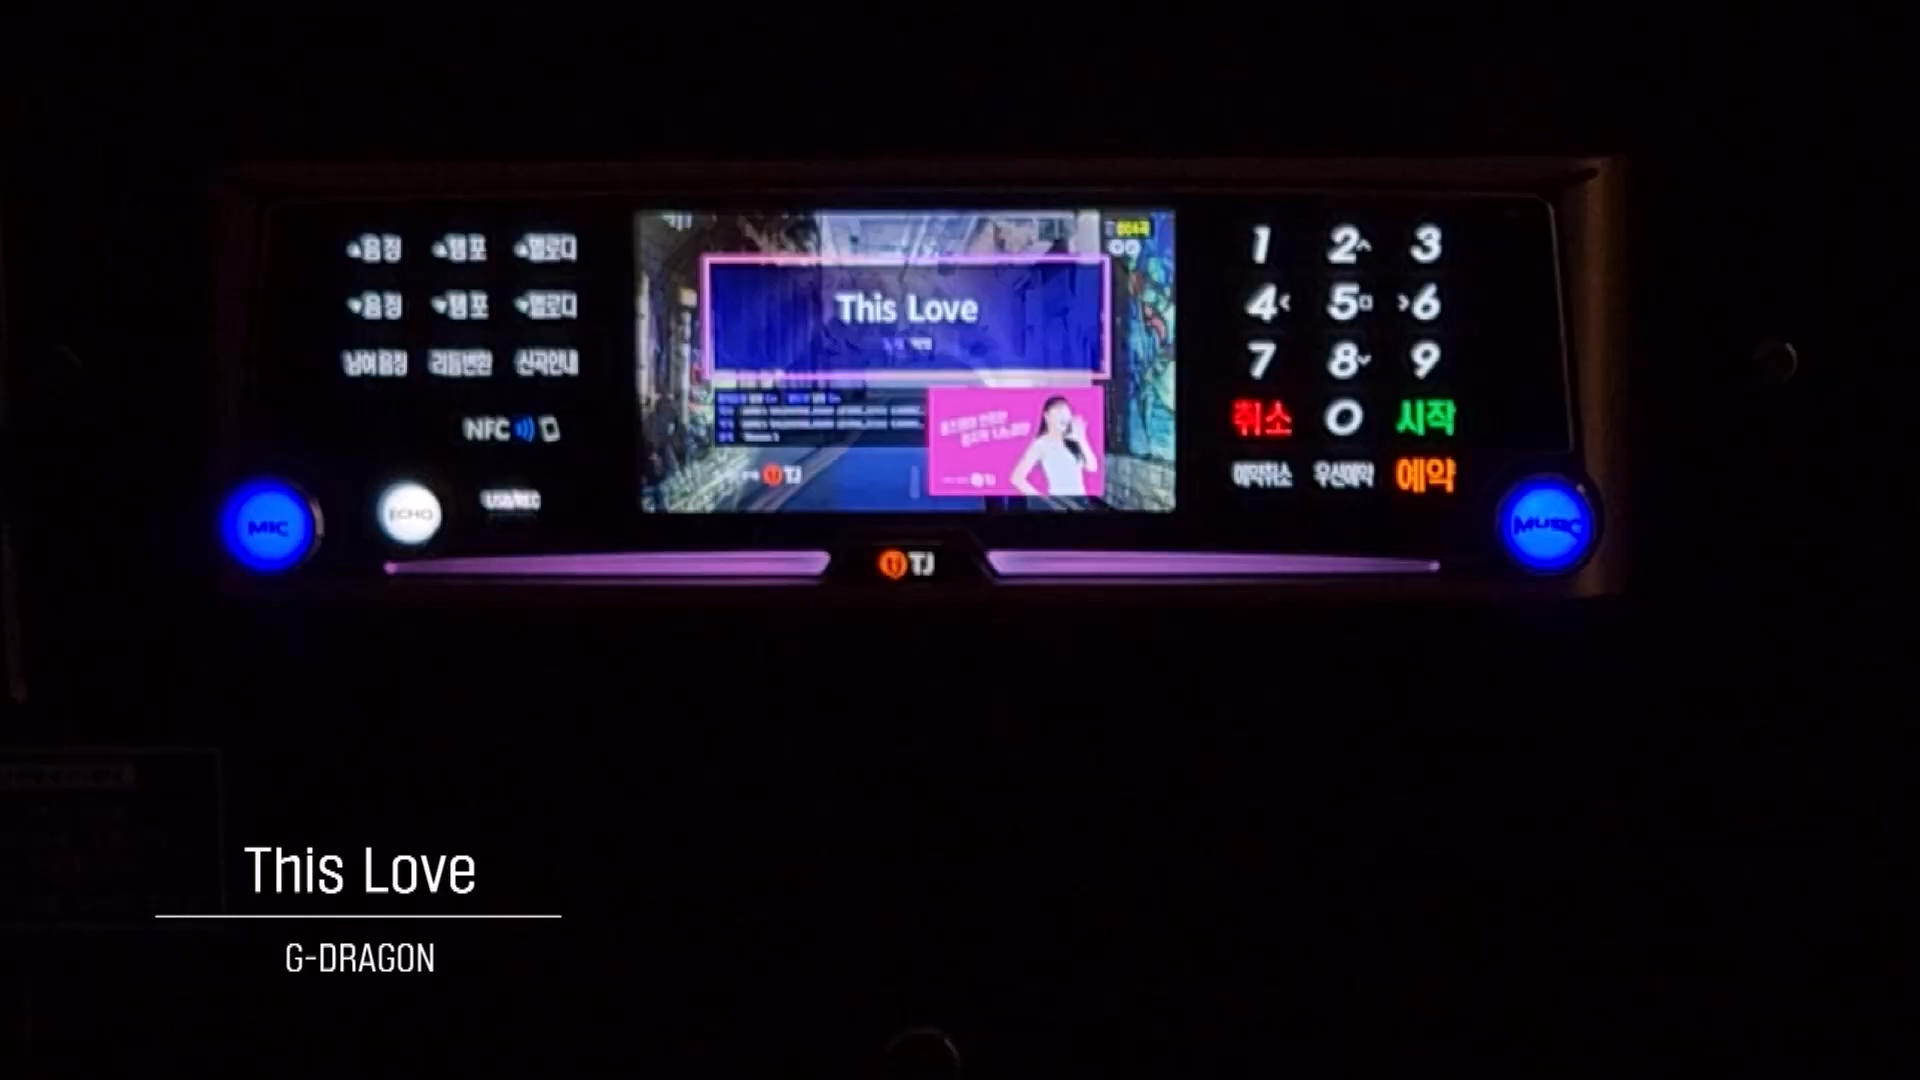 ▲음정 ▲템포 ▲멜로디
▼음정 ▼템포 ▼멜로디
남여음정 리듬변환 신곡안내
NFC
MIC
ECHO
USB/REC
This Love
TJ
TJ
1 2 3
4 5 6
7 8 9
취소 0 시작
예약취소 우선예약 예약
MUSIC
This Love
G-DRAGON